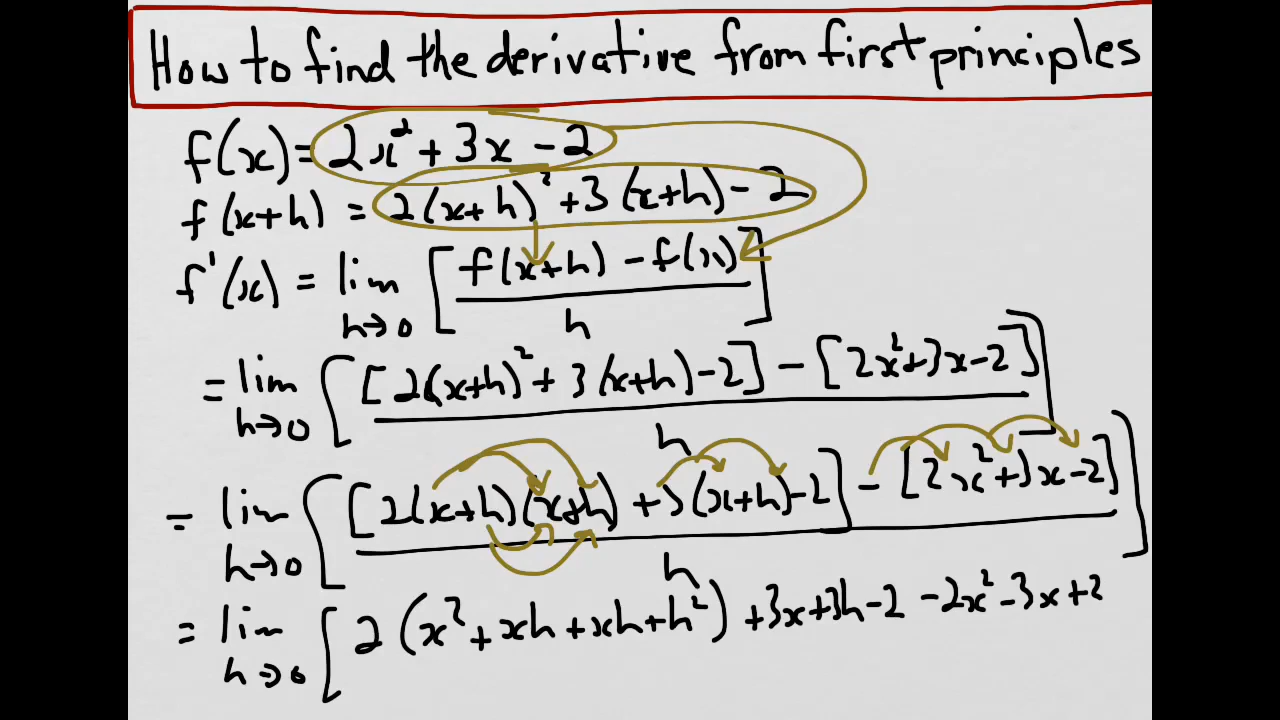 How to find the derivative from first principles
f(x) = 2x² + 3x - 2
f(x+h) = 2(x+h)² + 3(x+h) - 2
f'(x) = lim [f(x+h) - f(x)]
h→0 h
= lim [[2(x+h)² + 3(x+h) - 2] - [2x² + 3x - 2]]
h→0 h
= lim [[2(x+h)(x+h) + 3(x+h) - 2] - [2x² + 3x - 2]]
h→0 h
= lim [2(x² + xh + xh + h²) + 3x + 3h - 2 - 2x² - 3x + 2
h→0